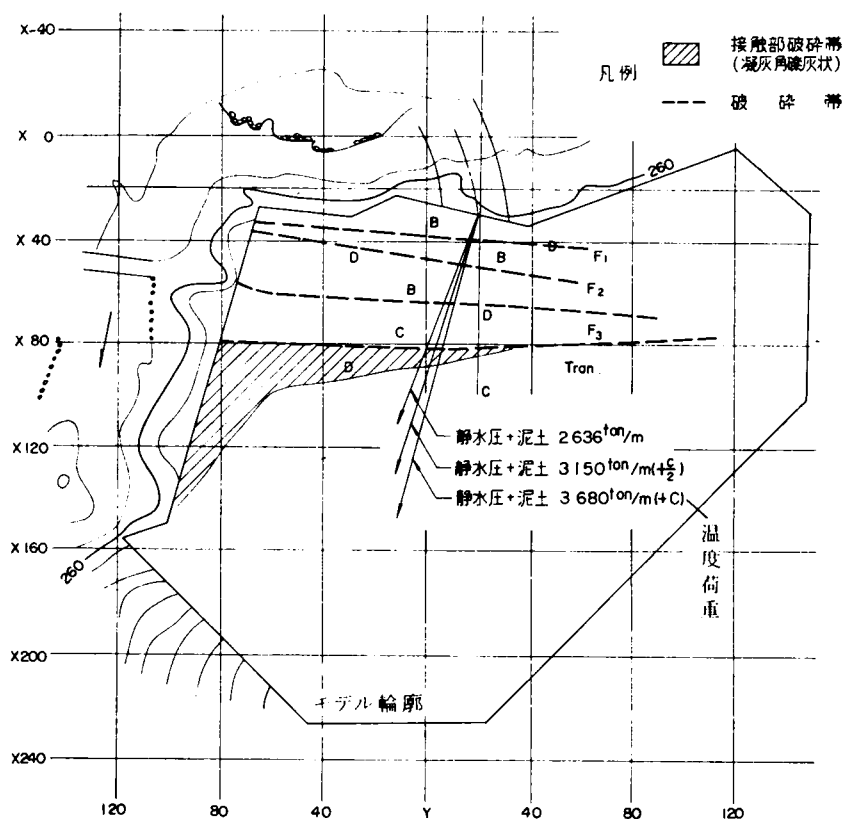 X-40
X 0
X 40
X 80
X120
X160
X200
X240
凡例
接触部破砕帯
(凝灰角礫灰状)
破砕帯
260
B
D
B
D
F1
F2
B
D
F3
C
D
Tran.
C
静水圧+泥土 2636ton/m
静水圧+泥土 3150ton/m(+C/2)
静水圧+泥土 3680ton/m(+C)
温度荷重
260
モデル輪廓
120
80
40
Y
40
80
120